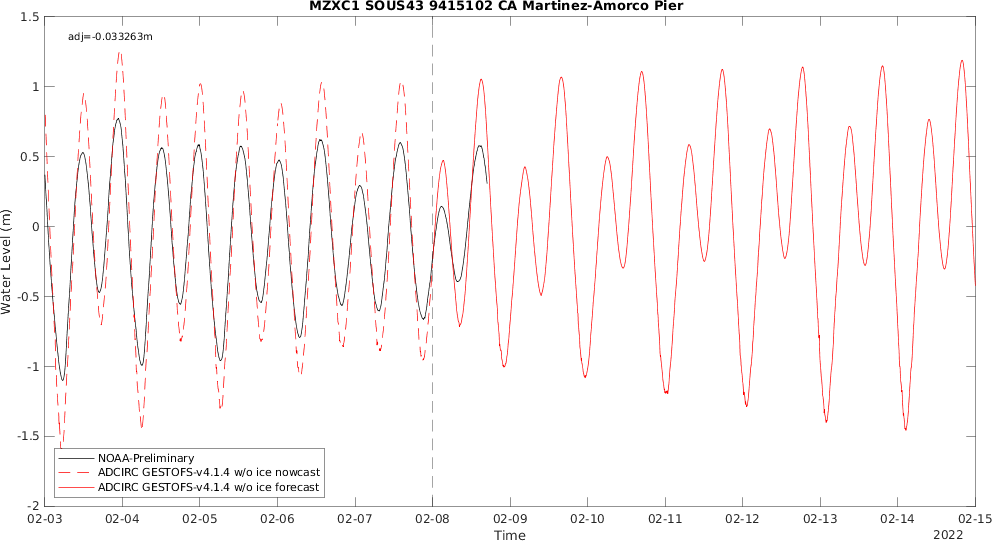 MZXC1 SOUS43 9415102 CA Martinez-Amorco Pier
adj=-0.033263m
1.5
1
0.5
0
-0.5
-1
-1.5
-2
Water Level (m)
NOAA-Preliminary
ADCIRC GESTOFS-v4.1.4 w/o ice nowcast
ADCIRC GESTOFS-v4.1.4 w/o ice forecast
02-03 02-04 02-05 02-06 02-07 02-08 02-09 02-10 02-11 02-12 02-13 02-14 02-15
Time
2022